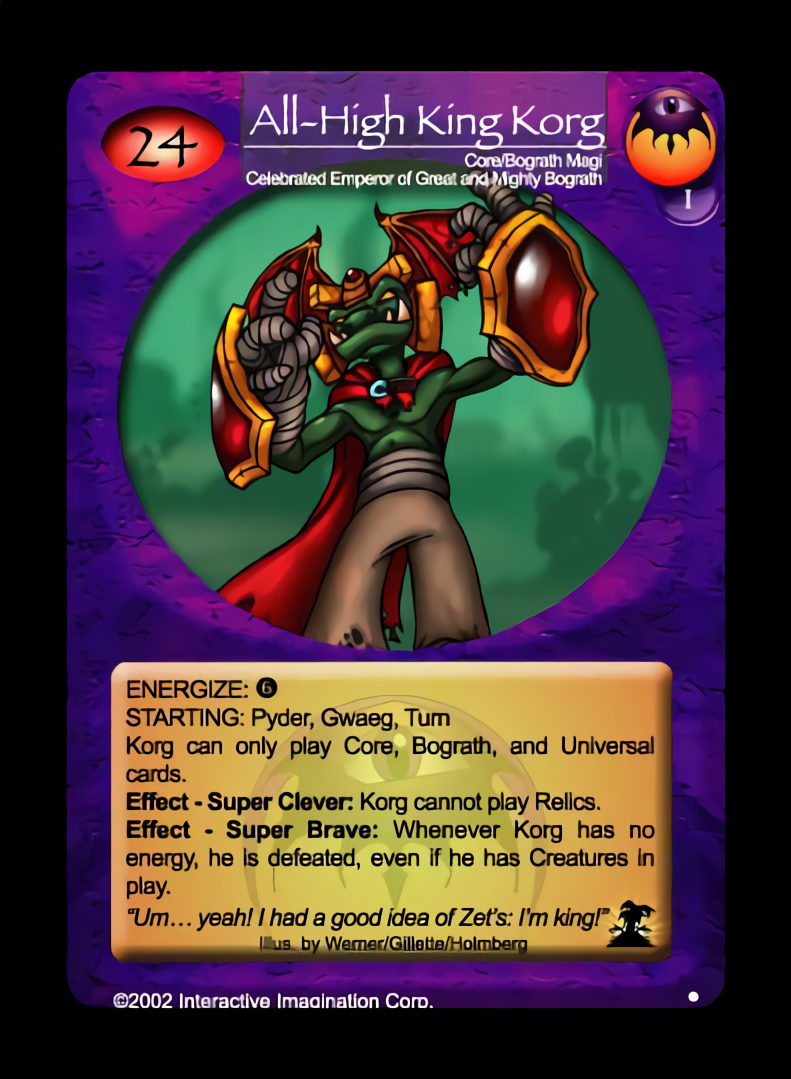 24
All-High King Korg
Core/Bograth Magi
Celebrated Emperor of Great and Mighty Bograth
I
ENERGIZE: 6
STARTING: Pyder, Gwaeg, Turn
Korg can only play Core, Bograth, and Universal
cards.
Effect - Super Clever: Korg cannot play Relics.
Effect - Super Brave: Whenever Korg has no
energy, he is defeated, even if he has Creatures in
play.
"Um... yeah! I had a good idea of Zet's: I'm king!"
Illus. by Werner/Gillette/Holmberg
©2002 Interactive Imagination Corp.